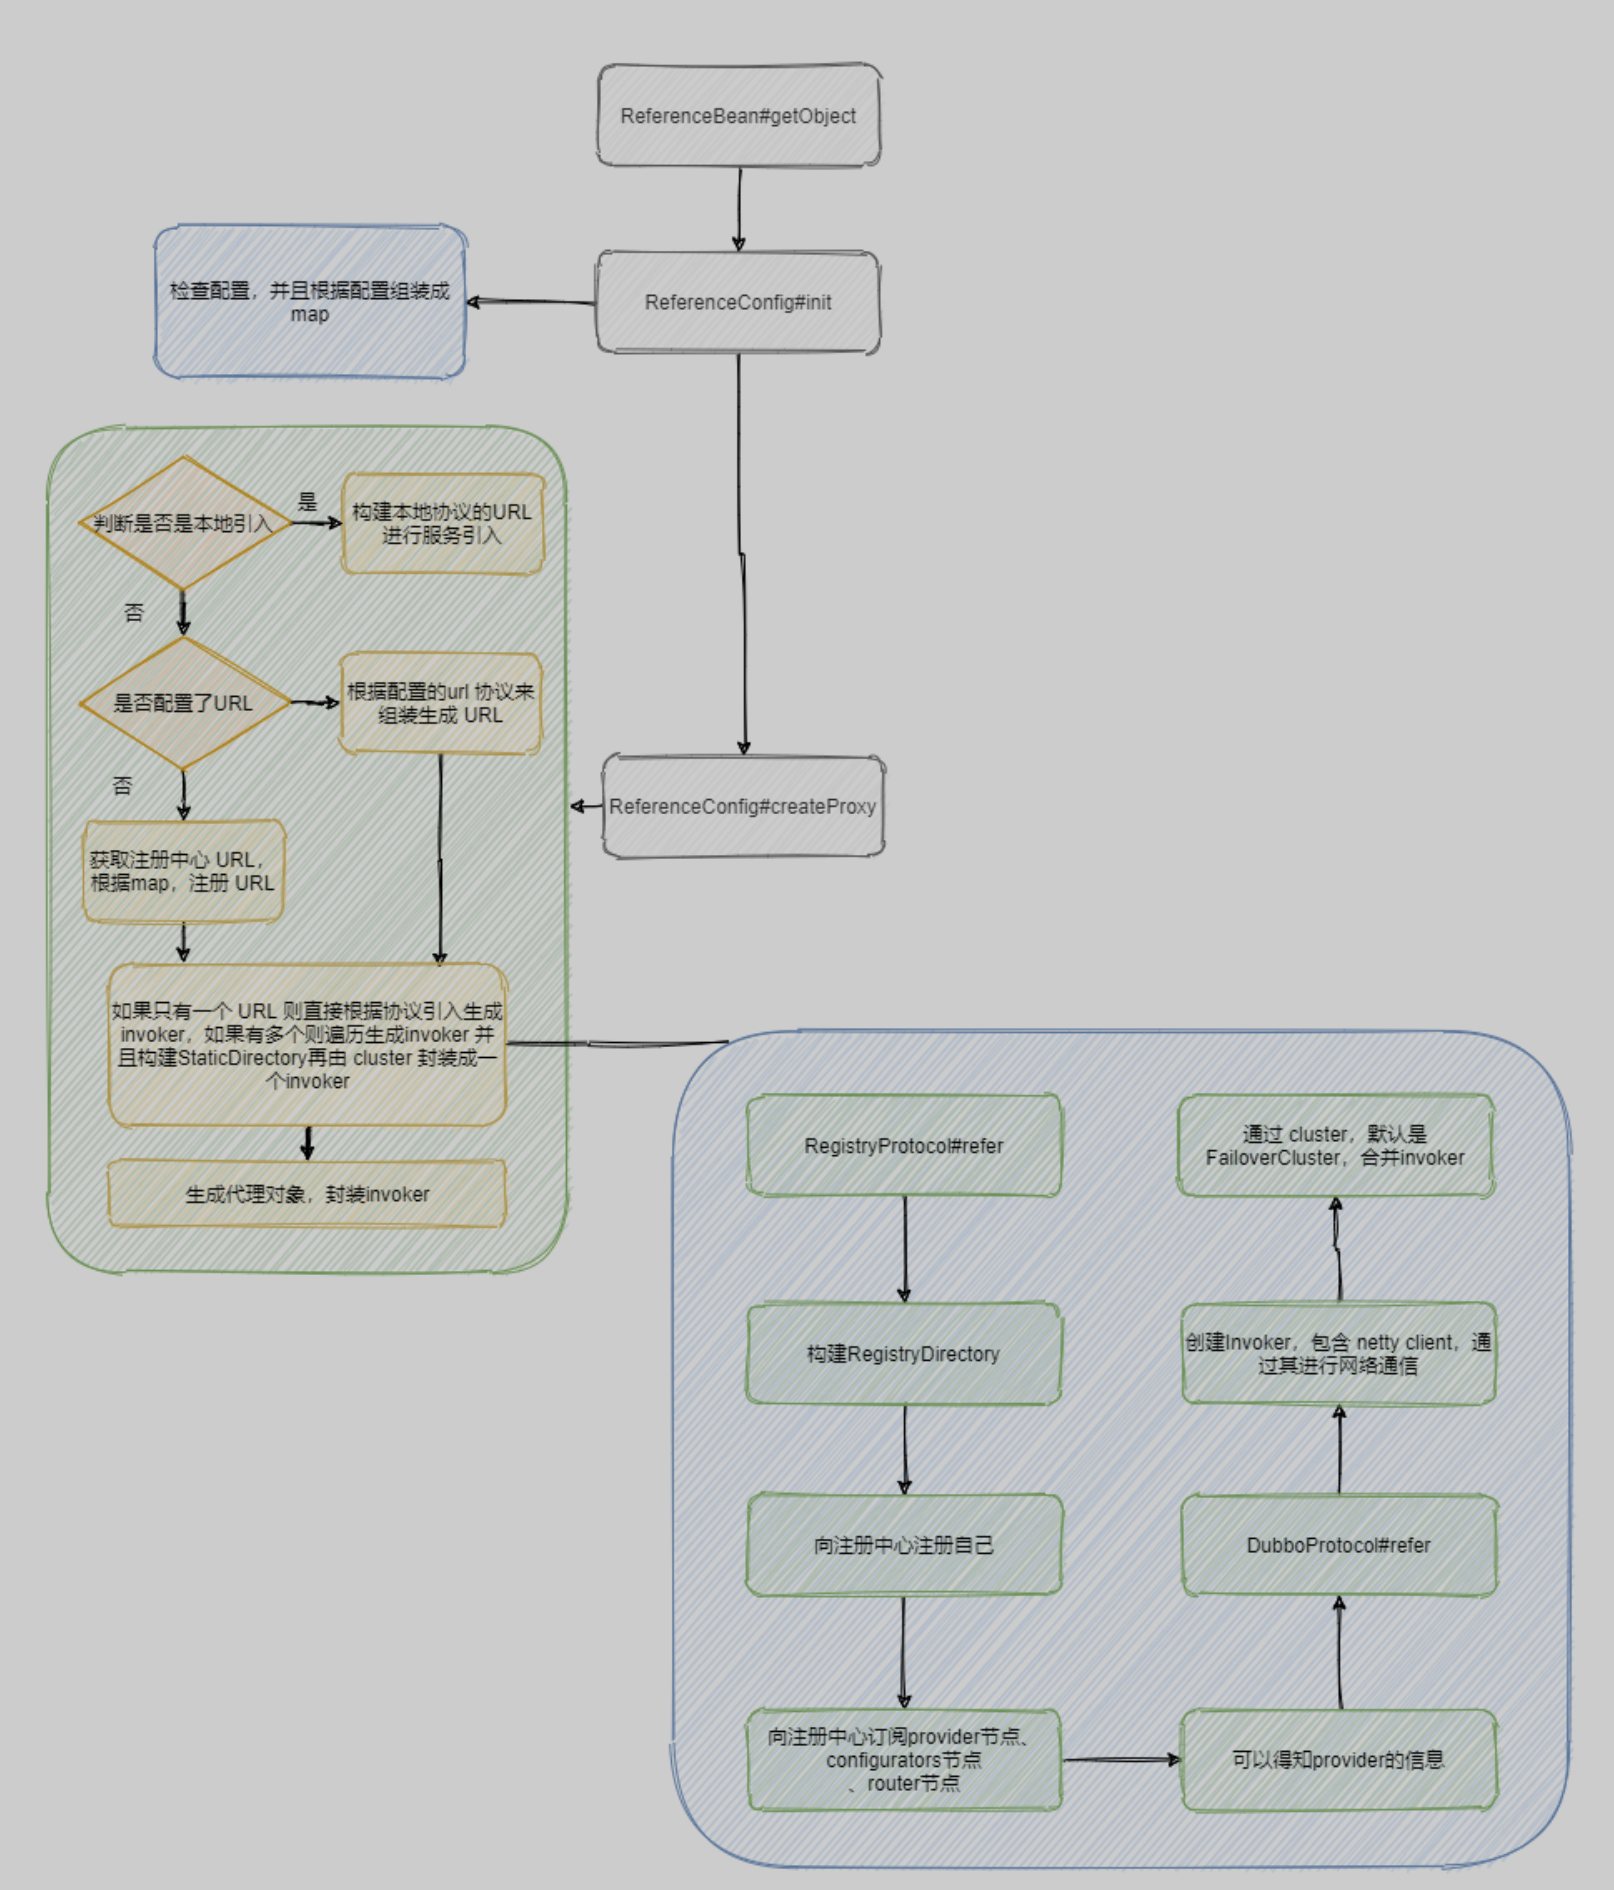 ReferenceBean#getObject
检查配置，并且根据配置组装成
map
ReferenceConfig#init
判断是否是本地引入
是
构建本地协议的URL
进行服务引入
否
是否配置了URL
根据配置的url 协议来
组装生成 URL
否
获取注册中心 URL，
根据map，注册 URL
ReferenceConfig#createProxy
如果只有一个 URL 则直接根据协议引入生成
invoker，如果有多个则遍历生成invoker 并
且构建StaticDirectory再由 cluster 封装成一
个invoker
生成代理对象，封装invoker
RegistryProtocol#refer
构建RegistryDirectory
向注册中心注册自己
向注册中心订阅provider节点、
configurators节点
、router节点
可以得知provider的信息
DubboProtocol#refer
创建Invoker，包含 netty client，通
过其进行网络通信
通过 cluster，默认是
FailoverCluster，合并invoker